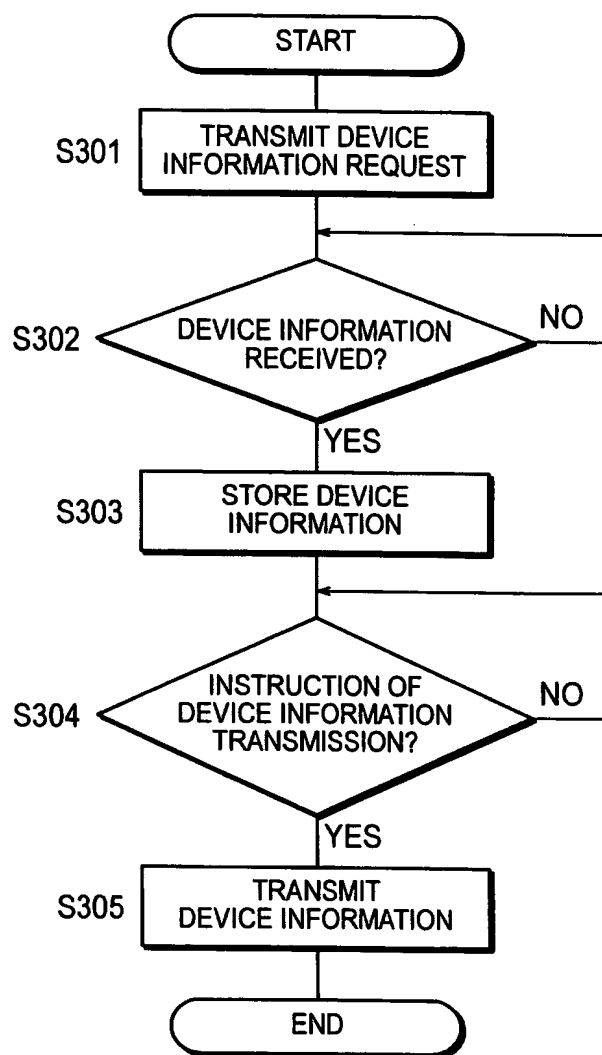 START
S301
TRANSMIT DEVICE
INFORMATION REQUEST
S302
DEVICE INFORMATION
RECEIVED?
NO
YES
S303
STORE DEVICE
INFORMATION
S304
INSTRUCTION OF
DEVICE INFORMATION
TRANSMISSION?
NO
YES
S305
TRANSMIT
DEVICE INFORMATION
END